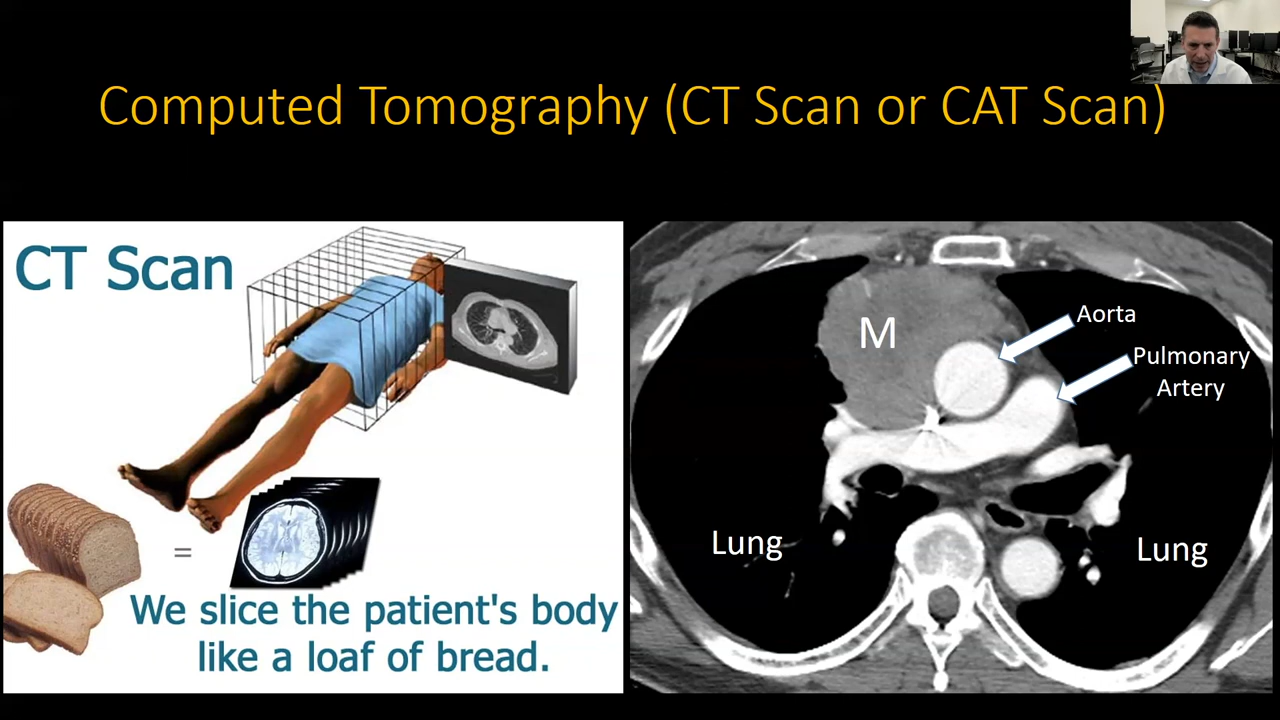 Computed Tomography (CT Scan or CAT Scan)
CT Scan
=
We slice the patient's body
like a loaf of bread.
M
Aorta
Pulmonary
Artery
Lung
Lung